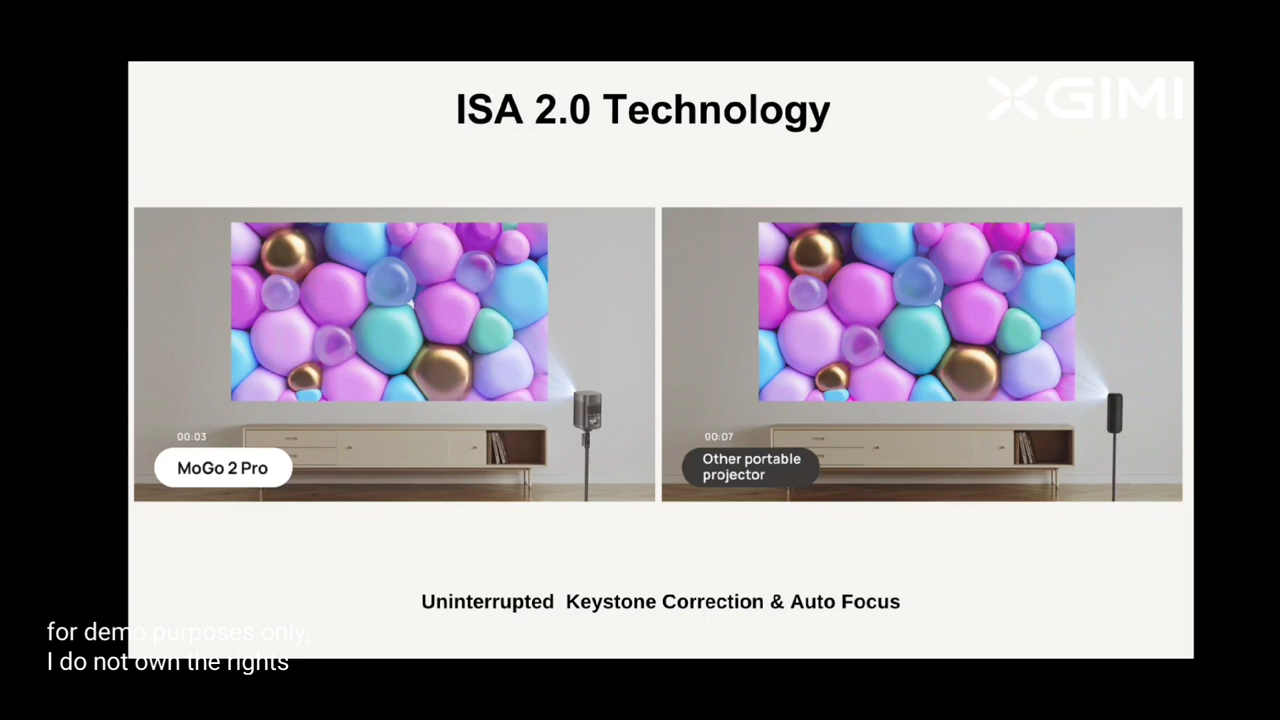 ISA 2.0 Technology
XGIMI
00:03
MoGo 2 Pro
00:07
Other portable
projector
Uninterrupted Keystone Correction & Auto Focus
for demo purposes only,
I do not own the rights